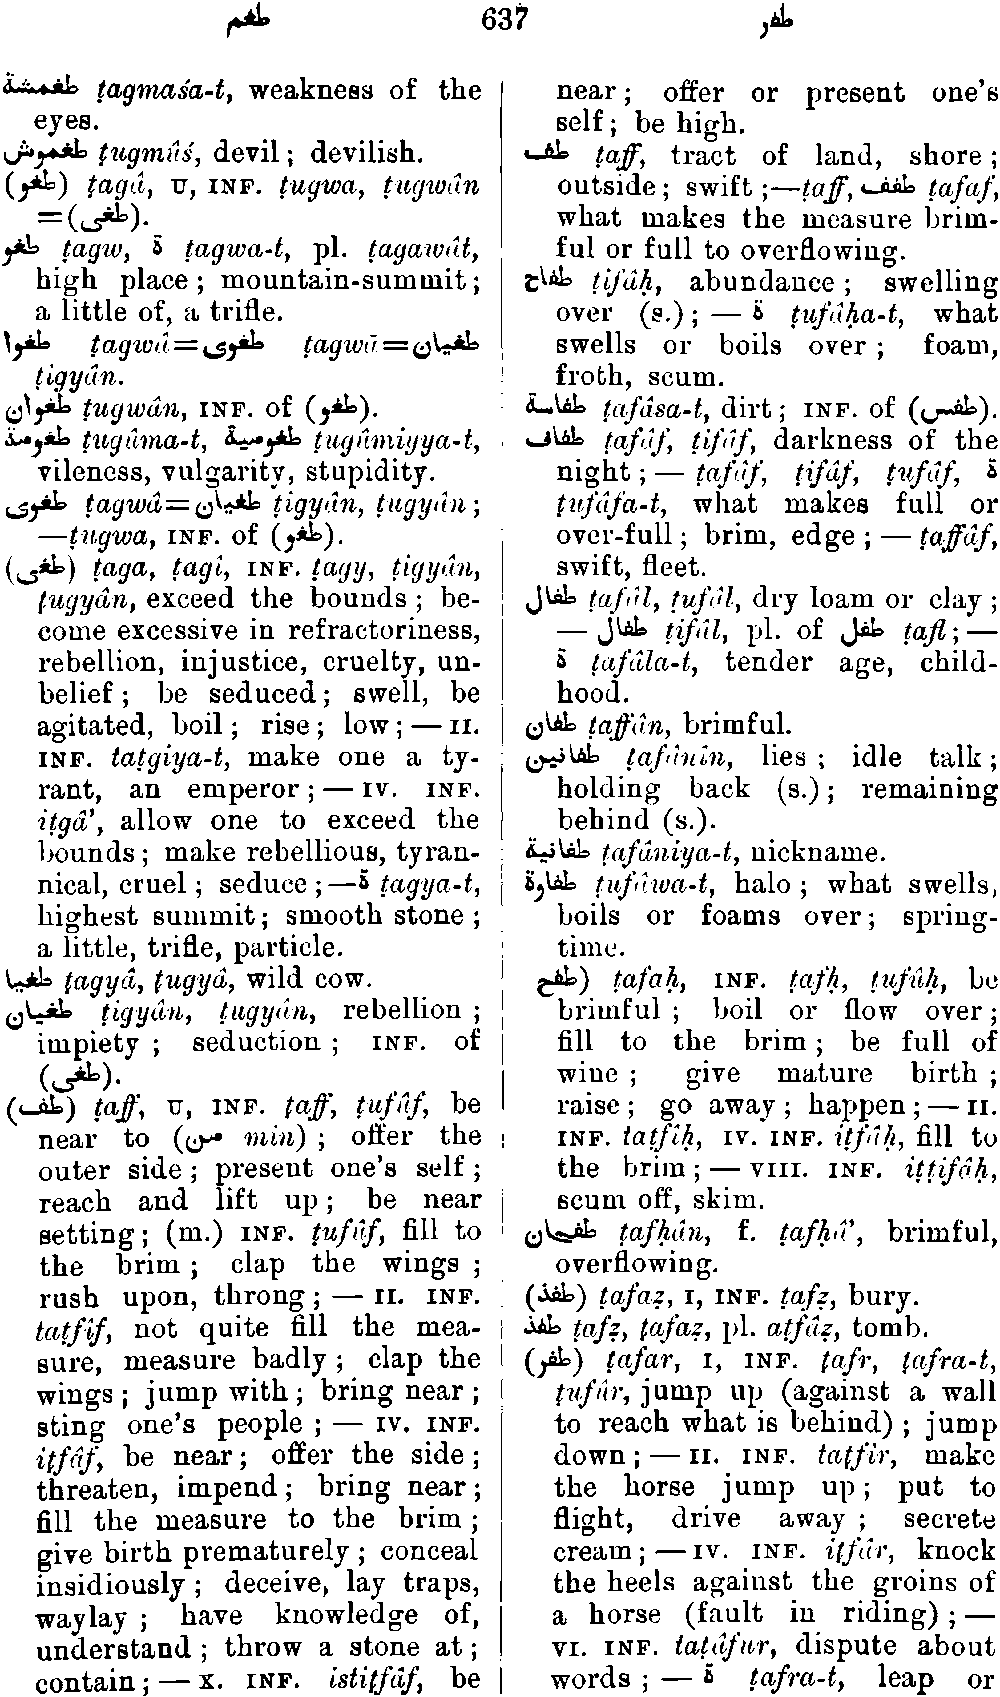 طغم 637 طفر
طغمشة ṭagmaśa-t, weakness of the
eyes.
طغموش ṭugmûś, devil; devilish.
(طغو) ṭagâ, U, INF. ṭugwa, ṭugwân
=(طغى).
طغو ṭagw, ة ṭagwa-t, pl. ṭagawât,
high place; mountain-summit;
a little of, a trifle.
طغوا ṭagwâ=طغوى ṭagwā=طغيان
ṭigyân.
طغوان ṭugwân, INF. of (طغو).
طغومة ṭugûma-t, طغومية ṭugûmiyya-t,
vileness, vulgarity, stupidity.
طغوى ṭagwâ=طغيان ṭigyân, ṭugyân;
—ṭugwa, INF. of (طغو).
(طغى) ṭaga, ṭagî, INF. ṭagy, ṭigyân,
ṭugyân, exceed the bounds; be-
come excessive in refractoriness,
rebellion, injustice, cruelty, un-
belief; be seduced; swell, be
agitated, boil; rise; low;—II.
INF. taṭgiya-t, make one a ty-
rant, an emperor;—IV. INF.
iṭgâ’, allow one to exceed the
bounds; make rebellious, tyran-
nical, cruel; seduce;—ة ṭagya-t,
highest summit; smooth stone;
a little, trifle, particle.
طغيا ṭagyâ, ṭugyâ, wild cow.
طغيان ṭigyân, ṭugyân, rebellion;
impiety; seduction; INF. of
(طغى).
(طف) ṭaff, U, INF. ṭaff, ṭufûf, be
near to (من min); offer the
outer side; present one’s self;
reach and lift up; be near
setting; (m.) INF. ṭufûf, fill to
the brim; clap the wings;
rush upon, throng;—II. INF.
taṭfîf, not quite fill the mea-
sure, measure badly; clap the
wings; jump with; bring near;
sting one’s people;—IV. INF.
iṭfâf, be near; offer the side;
threaten, impend; bring near;
fill the measure to the brim;
give birth prematurely; conceal
insidiously; deceive, lay traps,
waylay; have knowledge of,
understand; throw a stone at;
contain;—X. INF. istiṭfâf, be
near; offer or present one’s
self; be high.
طف ṭaff, tract of land, shore;
outside; swift;—ṭaff, طفف ṭafaf,
what makes the measure brim-
ful or full to overflowing.
طفاح ṭifâḥ, abundance; swelling
over (s.);—ة ṭufâḥa-t, what
swells or boils over; foam,
froth, scum.
طفاسة ṭafâsa-t, dirt; INF. of (طفس).
طفاف ṭafâf, ṭifâf, darkness of the
night;—ṭafâf, ṭifâf, ṭufâf, ة
ṭufâfa-t, what makes full or
over-full; brim, edge;—ṭaffâf,
swift, fleet.
طفال ṭafâl, ṭufâl, dry loam or clay;
—طفال ṭifâl, pl. of طفل ṭafl;—
ة ṭafâla-t, tender age, child-
hood.
طفان ṭaffân, brimful.
طفانين ṭafânîn, lies; idle talk;
holding back (s.); remaining
behind (s.).
طفانية ṭafâniya-t, nickname.
طفاوة ṭufâwa-t, halo; what swells,
boils or foams over; spring-
time.
طفح) ṭafaḥ, INF. ṭafḥ, ṭufûḥ, be
brimful; boil or flow over;
fill to the brim; be full of
wine; give mature birth;
raise; go away; happen;—II.
INF. taṭfîḥ, IV. INF. iṭfâḥ, fill to
the brim;—VIII. INF. iṭṭifâḥ,
scum off, skim.
طفحان ṭafḥân, f. ṭafḥâ’, brimful,
overflowing.
(طفذ) ṭafaẓ, I, INF. ṭafẓ, bury.
طفذ ṭafẓ, ṭafaẓ, pl. aṭfâẓ, tomb.
(طفر) ṭafar, I, INF. ṭafr, ṭafra-t,
ṭufûr, jump up (against a wall
to reach what is behind); jump
down;—II. INF. taṭfîr, make
the horse jump up; put to
flight, drive away; secrete
cream;—IV. INF. iṭfâr, knock
the heels against the groins of
a horse (fault in riding);—
VI. INF. taṭâfur, dispute about
words;—ة ṭafra-t, leap or